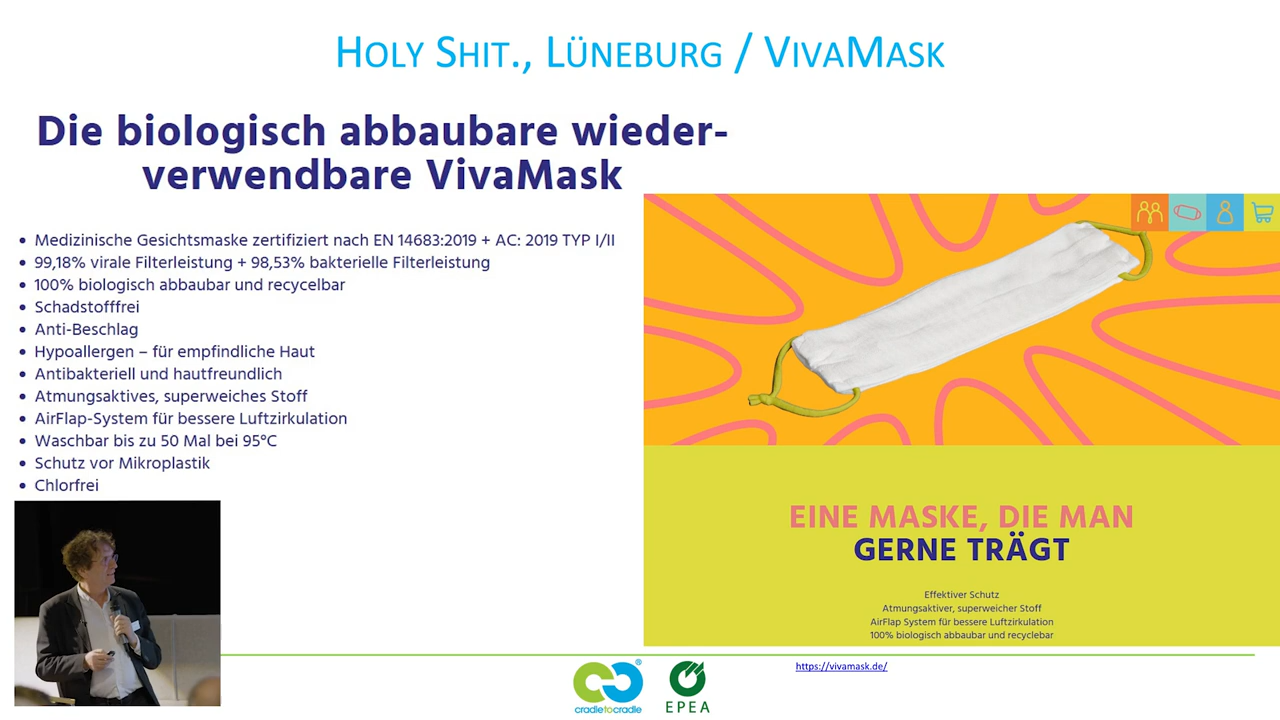 HOLY SHIT., LÜNEBURG / VIVAMASK
Die biologisch abbaubare wieder-
verwendbare VivaMask
• Medizinische Gesichtsmaske zertifiziert nach EN 14683:2019 + AC: 2019 TYP I/II
• 99,18% virale Filterleistung + 98,53% bakterielle Filterleistung
• 100% biologisch abbaubar und recycelbar
• Schadstofffrei
• Anti-Beschlag
• Hypoallergen – für empfindliche Haut
• Antibakteriell und hautfreundlich
• Atmungsaktives, superweiches Stoff
• AirFlap-System für bessere Luftzirkulation
• Waschbar bis zu 50 Mal bei 95°C
• Schutz vor Mikroplastik
• Chlorfrei
EINE MASKE, DIE MAN
GERNE TRÄGT
Effektiver Schutz
Atmungsaktiver, superweicher Stoff
AirFlap System für bessere Luftzirkulation
100% biologisch abbaubar und recyclebar
https://vivamask.de/
®
cradletocradle
EPEA